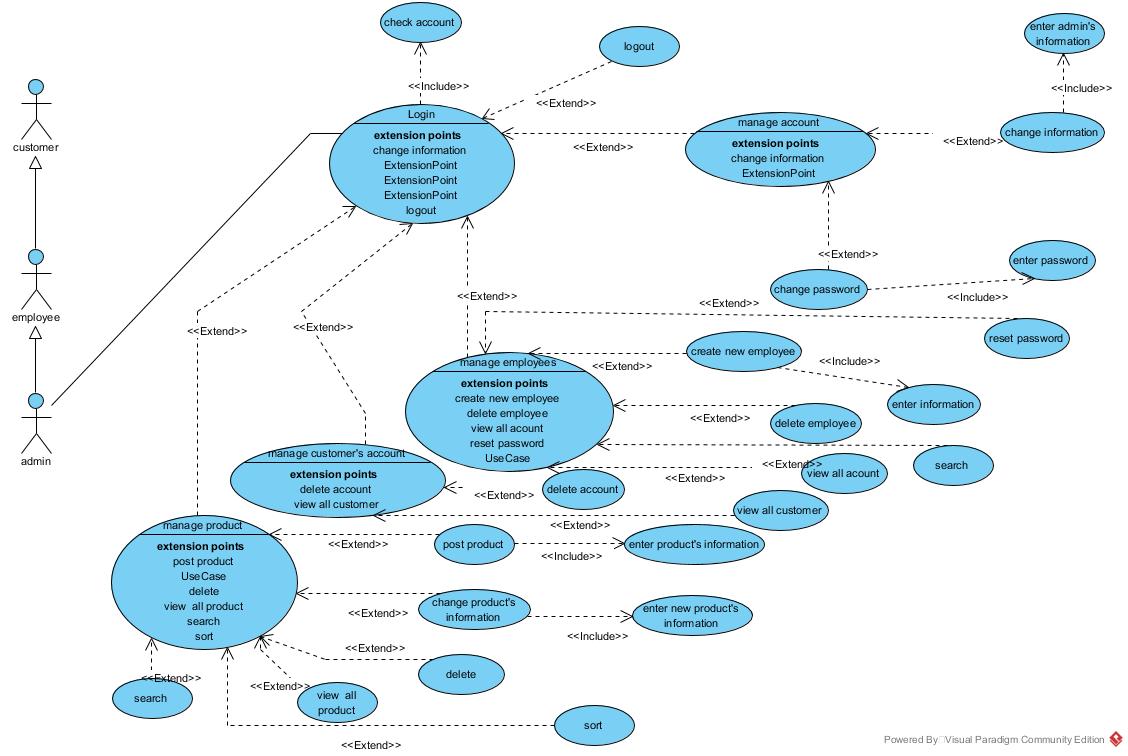 check account
logout
enter admin's
information
<<Include>>
<<Include>>
<<Extend>>
Login
extension points
change information
ExtensionPoint
ExtensionPoint
ExtensionPoint
logout
customer
<<Extend>>
manage account
extension points
change information
ExtensionPoint
<<Extend>>
change information
<<Extend>>
enter password
change password
<<Include>>
employee
<<Extend>>
<<Extend>>
<<Extend>>
<<Extend>>
reset password
manage employees
extension points
create new employee
delete employee
view all acount
reset password
UseCase
<<Extend>>
create new employee
<<Include>>
enter information
<<Extend>>
delete employee
admin
manage customer's account
extension points
delete account
view all customer
<<Extend>>
delete account
<<Extend>>
<<Extend>>
view all acount
search
view all customer
<<Extend>>
manage product
extension points
post product
UseCase
delete
view  all product
search
sort
<<Extend>>
post product
<<Include>>
enter product's information
<<Extend>>
change product's
information
<<Include>>
enter new product's
information
<<Extend>>
delete
<<Extend>>
search
<<Extend>>
view  all
product
<<Extend>>
sort
Powered By Visual Paradigm Community Edition